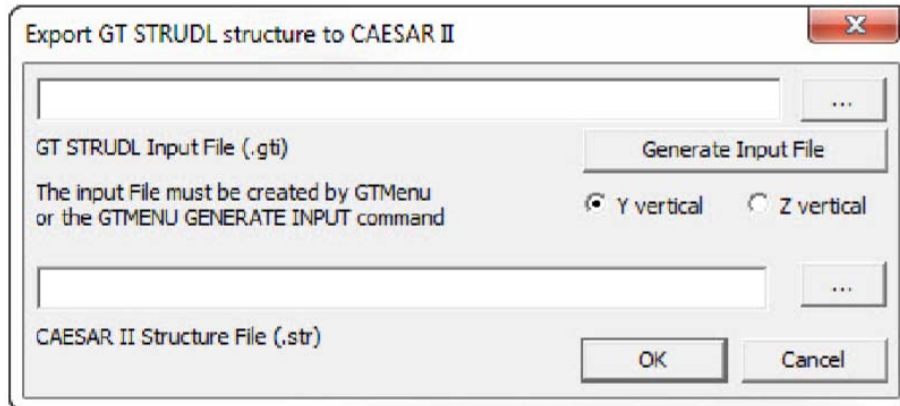 Export GT STRUDL structure to CAESAR II
...
GT STRUDL Input File (.gti)
Generate Input File
The input File must be created by GTMenu
or the GTMENU GENERATE INPUT command
Y vertical
Z vertical
...
CAESAR II Structure File (.str)
OK
Cancel